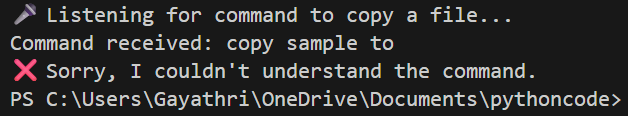 🎤 Listening for command to copy a file...
Command received: copy sample to
❌ Sorry, I couldn't understand the command.
PS C:\Users\Gayathri\OneDrive\Documents\pythoncode>